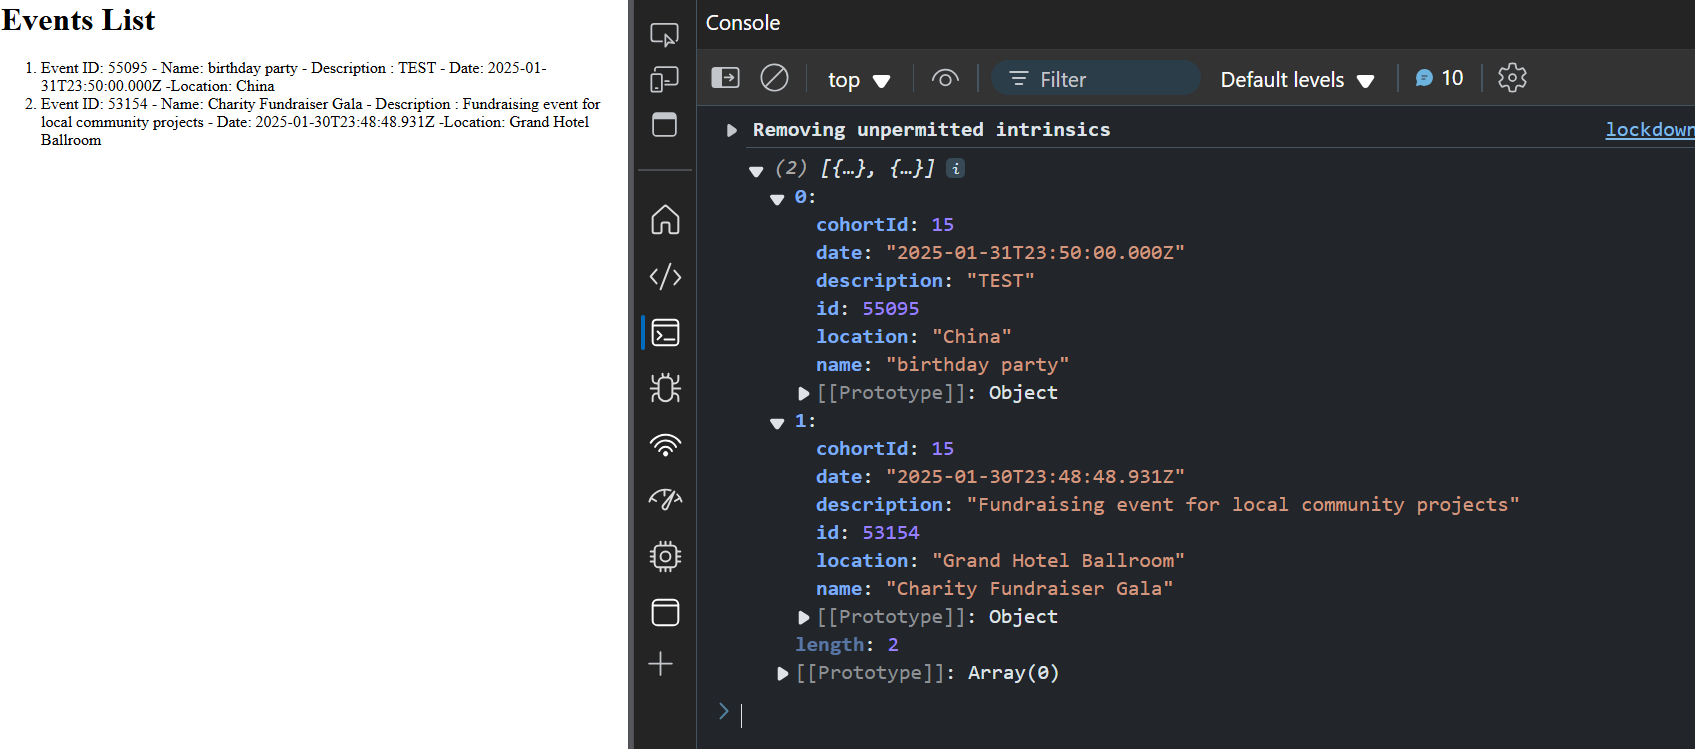 Events List
1. Event ID: 55095 - Name: birthday party - Description : TEST - Date: 2025-01-
31T23:50:00.000Z -Location: China
2. Event ID: 53154 - Name: Charity Fundraiser Gala - Description : Fundraising event for
local community projects - Date: 2025-01-30T23:48:48.931Z -Location: Grand Hotel
Ballroom
Console
top
Filter
Default levels
10
Removing unpermitted intrinsics lockdown
(2) [{…}, {…}] i
0:
cohortId: 15
date: "2025-01-31T23:50:00.000Z"
description: "TEST"
id: 55095
location: "China"
name: "birthday party"
[[Prototype]]: Object
1:
cohortId: 15
date: "2025-01-30T23:48:48.931Z"
description: "Fundraising event for local community projects"
id: 53154
location: "Grand Hotel Ballroom"
name: "Charity Fundraiser Gala"
[[Prototype]]: Object
length: 2
[[Prototype]]: Array(0)